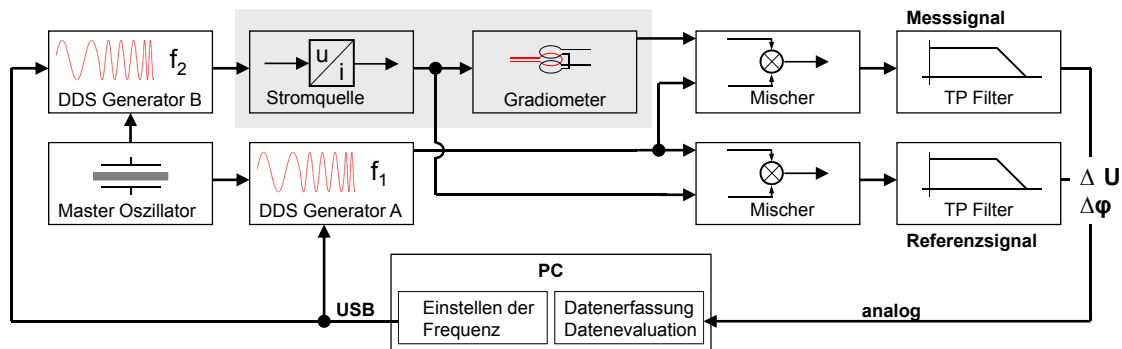 Messsignal
f2
DDS Generator B
u
i
Stromquelle
Gradiometer
Mischer
TP Filter
Master Oszillator
f1
DDS Generator A
Mischer
TP Filter
Δ U
Δφ
Referenzsignal
PC
USB
Einstellen der
Frequenz
Datenerfassung
Datenevaluation
analog